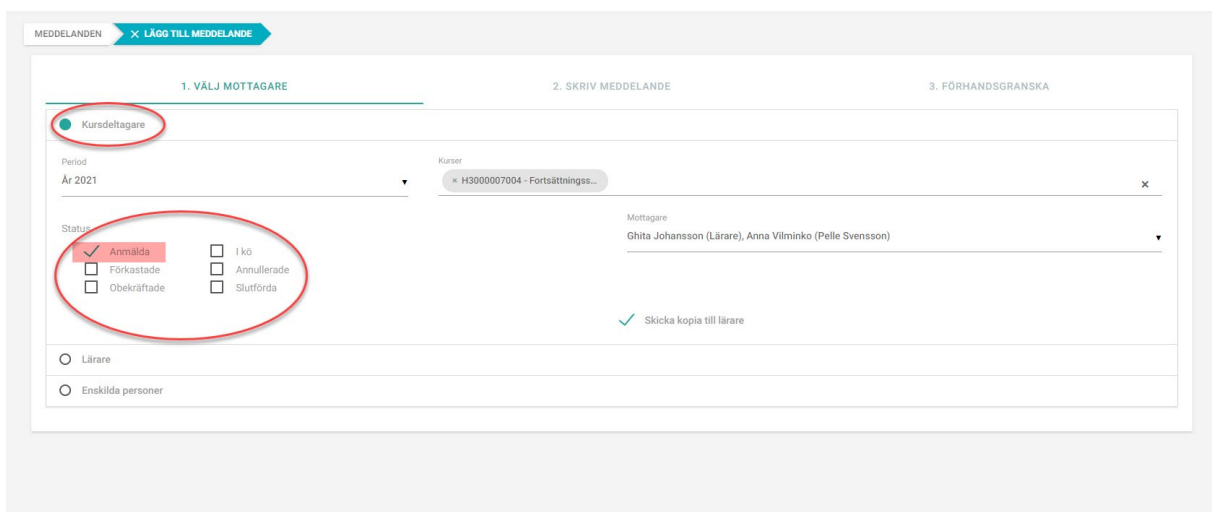 MEDDELANDEN × LÄGG TILL MEDDELANDE
1. VÄLJ MOTTAGARE 2. SKRIV MEDDELANDE 3. FÖRHANDSGRANSKA
Kursdeltagare
Period Kurser
År 2021 × H3000007004 - Fortsättningss...
Status Mottagare
Ghita Johansson (Lärare), Anna Vilminko (Pelle Svensson)
Anmälda I kö
Förkastade Annullerade
Obekräftade Slutförda
Skicka kopia till lärare
Lärare
Enskilda personer